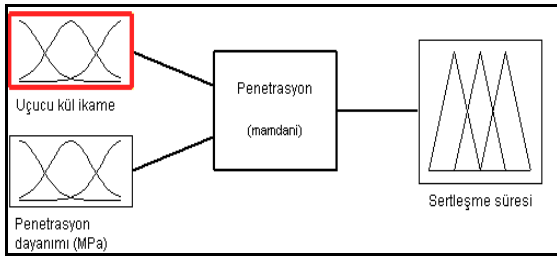 Uçucu kül ikame
Penetrasyon
dayanımı (MPa)
Penetrasyon
(mamdani)
Sertleşme süresi